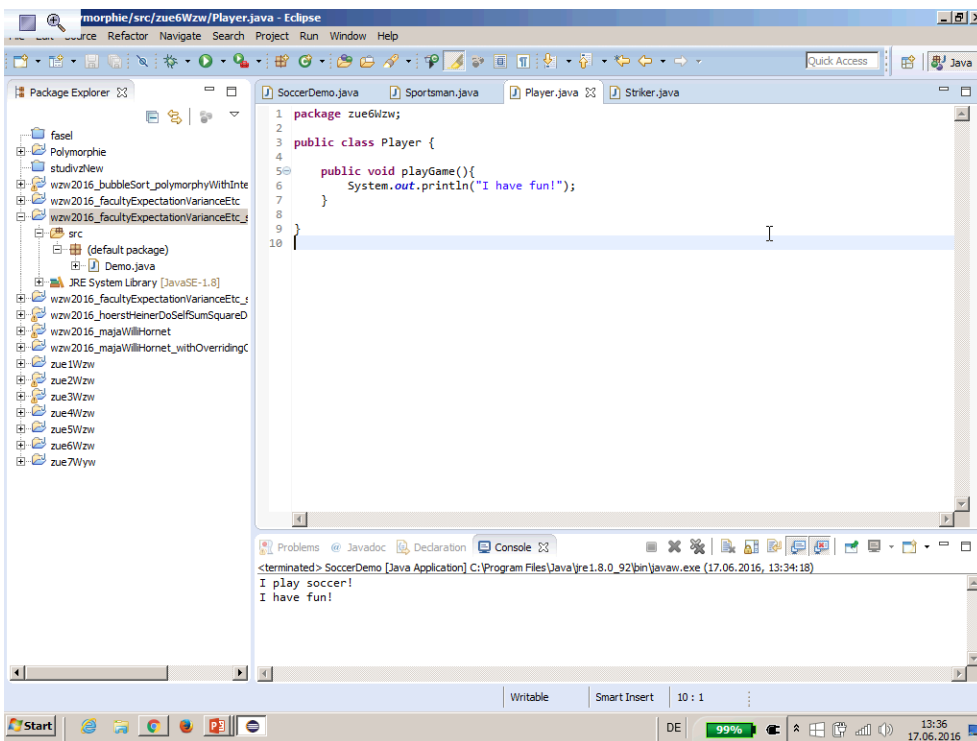 morphie/src/zue6Wzw/Player.java - Eclipse
Source Refactor Navigate Search Project Run Window Help
Quick Access
Java
Package Explorer
fasel
Polymorphie
studivzNew
wzw2016_bubbleSort_polymorphyWithInte
wzw2016_facultyExpectationVarianceEtc
wzw2016_facultyExpectationVarianceEtc_s
src
(default package)
Demo.java
JRE System Library [JavaSE-1.8]
wzw2016_facultyExpectationVarianceEtc_s
wzw2016_hoerstHeinerDoSelfSumSquareD
wzw2016_majaWilliHornet
wzw2016_majaWilliHornet_withOverridingC
zue1Wzw
zue2Wzw
zue3Wzw
zue4Wzw
zue5Wzw
zue6Wzw
zue7Wyw
SoccerDemo.java Sportsman.java Player.java Striker.java
1 package zue6Wzw;
2
3 public class Player {
4
5 public void playGame(){
6 System.out.println("I have fun!");
7 }
8
9 }
10
Problems @ Javadoc Declaration Console
<terminated> SoccerDemo [Java Application] C:\Program Files\Java\jre1.8.0_92\bin\javaw.exe (17.06.2016, 13:34:18)
I play soccer!
I have fun!
Writable Smart Insert 10 : 1
Start
DE 99% 13:36
17.06.2016